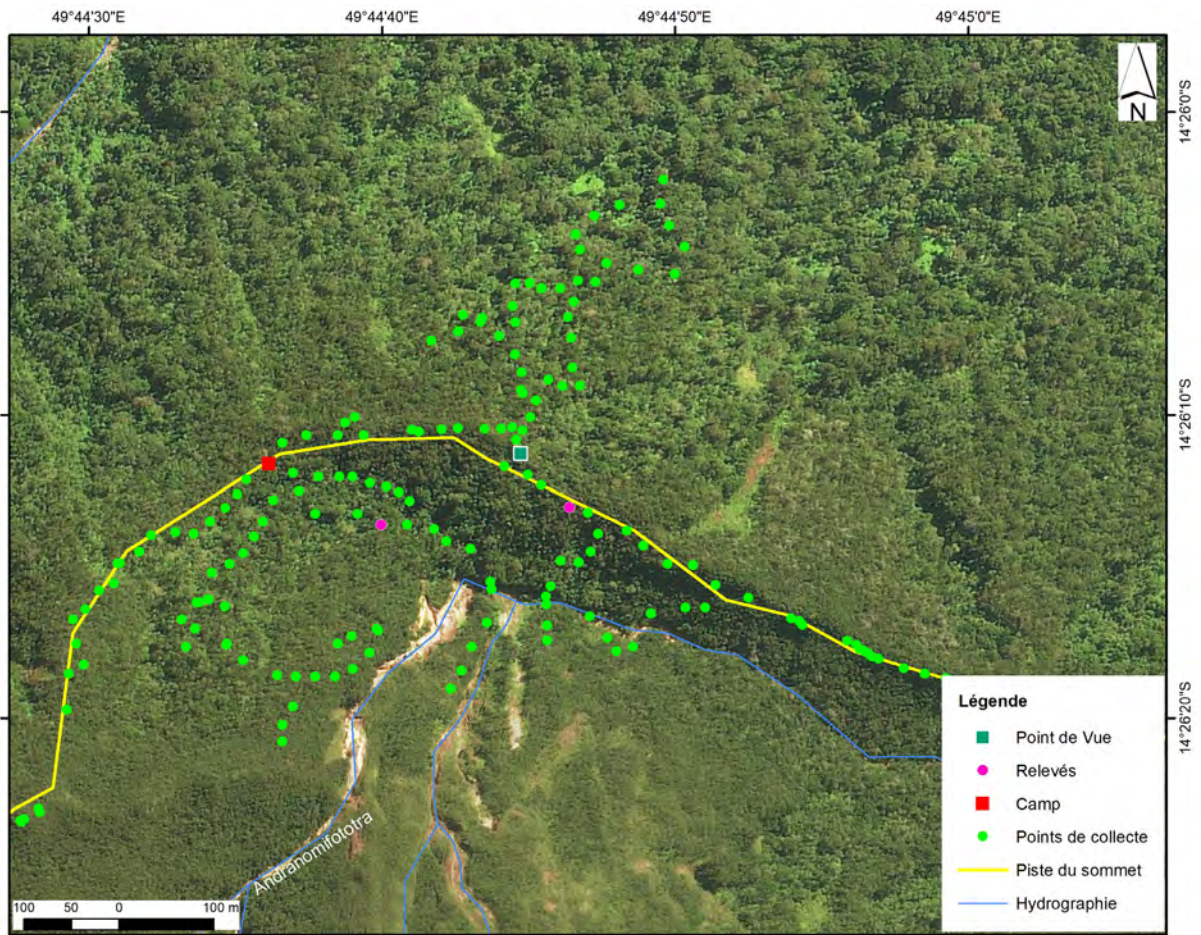 49°44'30"E 49°44'40"E 49°44'50"E 49°45'0"E
14°26'0"S
N
14°26'10"S
14°26'20"S
Andranomifototra
Légende
Point de Vue
Relevés
Camp
Points de collecte
Piste du sommet
Hydrographie
100 50 0 100 m